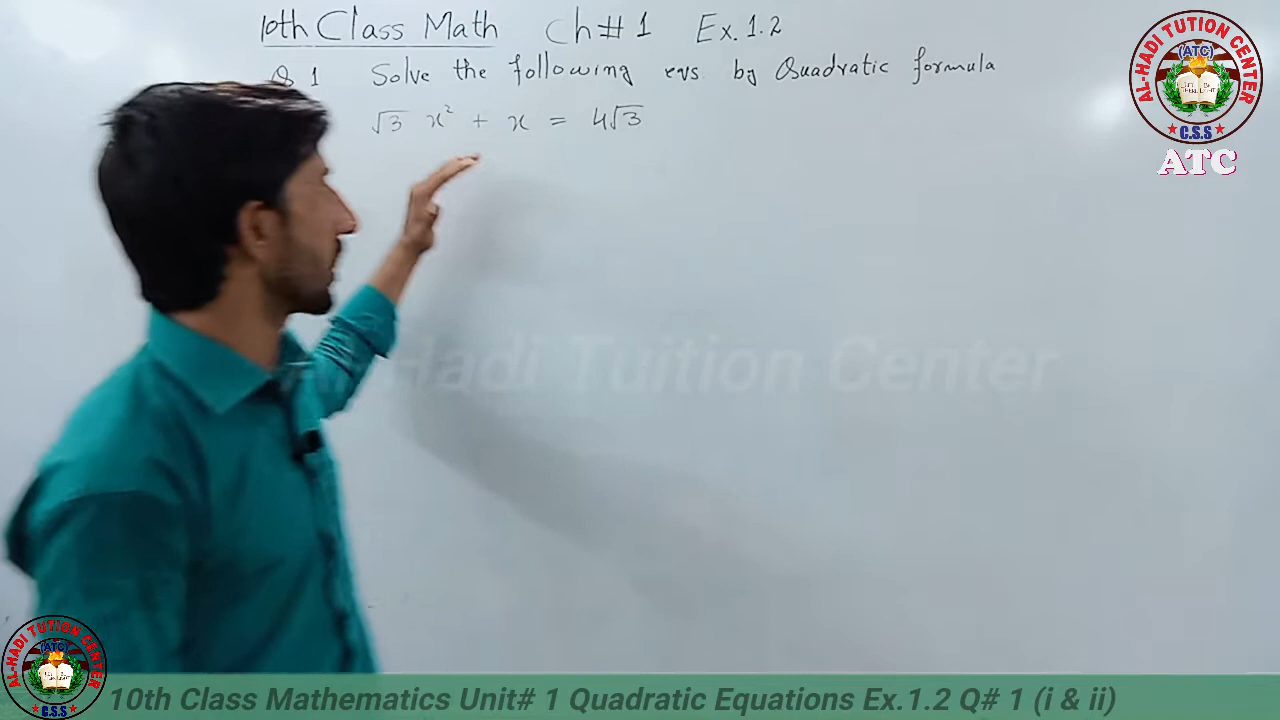 10th Class Math Ch# 1 Ex. 1.2
Q 1 Solve the following eqs by Quadratic formula
√3 x² + x = 4√3
AL-HADI TUTION CENTER
(ATC)
C.S.S
ATC
Al-Hadi Tuition Center
AL-HADI TUTION CENTER
(ATC)
C.S.S
10th Class Mathematics Unit# 1 Quadratic Equations Ex.1.2 Q# 1 (i & ii)